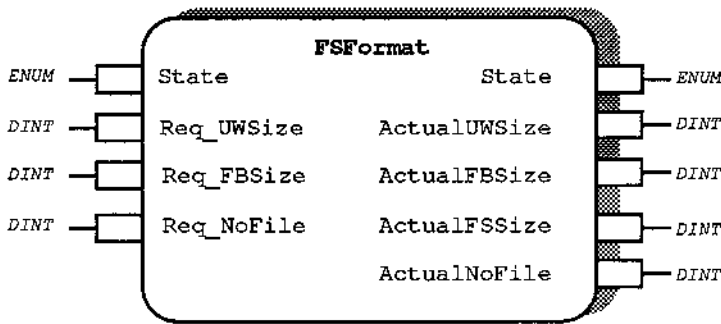 FSFormat
ENUM State State ENUM
DINT Req_UWSize ActualUWSize DINT
DINT Req_FBSize ActualFBSize DINT
DINT Req_NoFile ActualFSSize DINT
ActualNoFile DINT